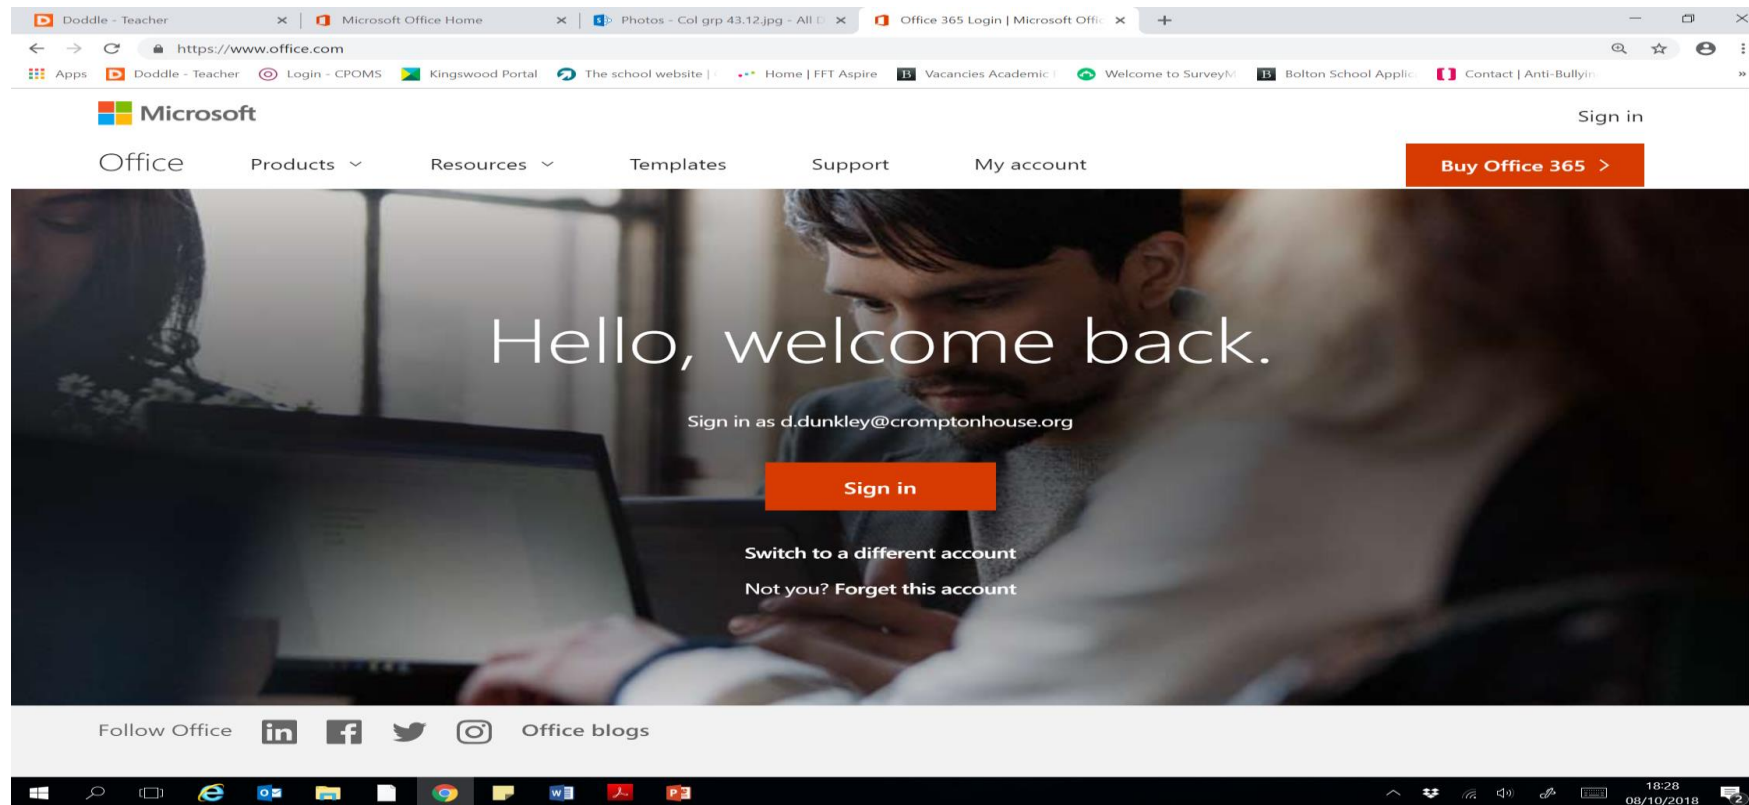 Doddle - Teacher Microsoft Office Home Photos - Col grp 43.12.jpg - All Office 365 Login | Microsoft Offic
https://www.office.com
Apps Doddle - Teacher Login - CPOMS Kingswood Portal The school website | Home | FFT Aspire Vacancies Academic Welcome to SurveyM Bolton School Applic Contact | Anti-Bullyin
Microsoft Sign in
Office Products Resources Templates Support My account Buy Office 365 >
Hello, welcome back.
Sign in as d.dunkley@cromptonhouse.org
Sign in
Switch to a different account
Not you? Forget this account
Follow Office in f Office blogs
18:28
08/10/2018 2